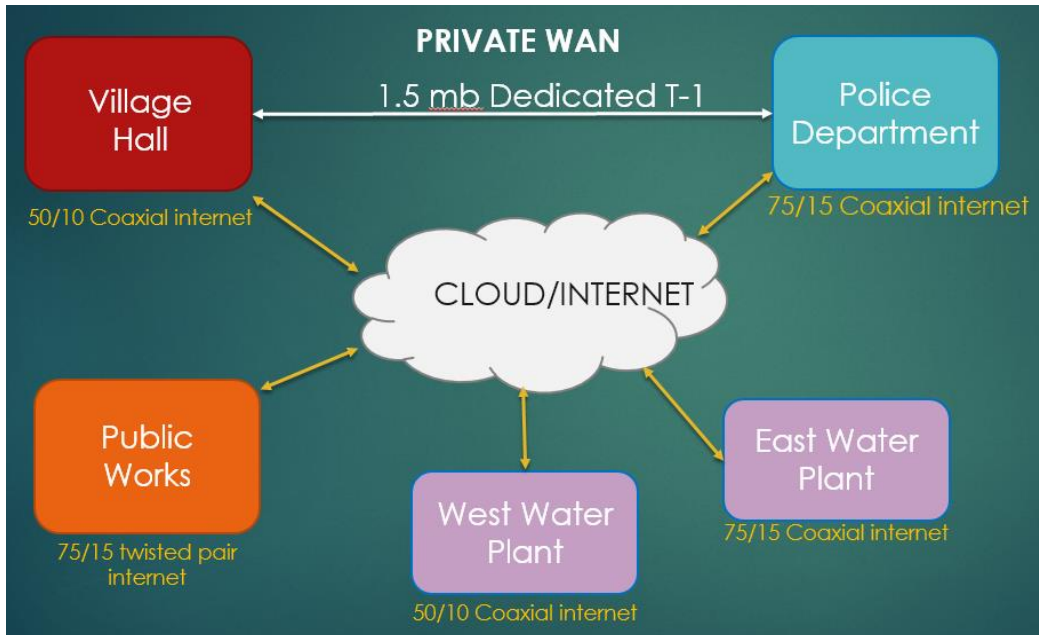 PRIVATE WAN
Village
Hall
1.5 mb Dedicated T-1
Police
Department
50/10 Coaxial internet
75/15 Coaxial internet
CLOUD/INTERNET
Public
Works
75/15 twisted pair
internet
West Water
Plant
50/10 Coaxial internet
East Water
Plant
75/15 Coaxial internet